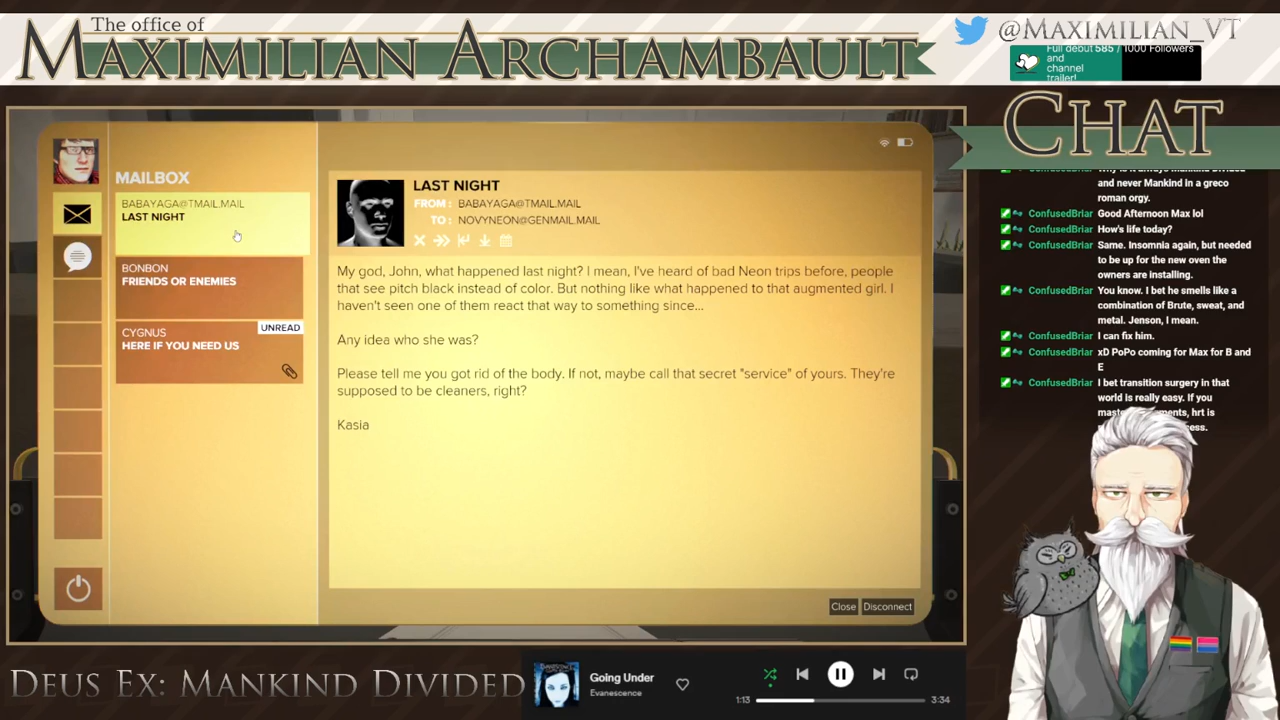 The office of
MAXIMILIAN ARCHAMBAULT
@MAXIMILIAN_VT
Full debut 585 / 1000 Followers
and
channel
trailer!
CHAT
MAILBOX
BABAYAGA@TMAIL.MAIL
LAST NIGHT
BONBON
FRIENDS OR ENEMIES
UNREAD
CYGNUS
HERE IF YOU NEED US
LAST NIGHT
FROM : BABAYAGA@TMAIL.MAIL
TO : NOVYNEON@GENMAIL.MAIL
My god, John, what happened last night? I mean, I've heard of bad Neon trips before, people
that see pitch black instead of color. But nothing like what happened to that augmented girl. I
haven't seen one of them react that way to something since...
Any idea who she was?
Please tell me you got rid of the body. If not, maybe call that secret "service" of yours. They're
supposed to be cleaners, right?
Kasia
Close Disconnect
Why is it always Mankind Divided
and never Mankind in a greco
roman orgy.
ConfusedBriar Good Afternoon Max lol
ConfusedBriar How's life today?
ConfusedBriar Same. Insomnia again, but needed
to be up for the new oven the
owners are installing.
ConfusedBriar You know. I bet he smells like a
combination of Brute, sweat, and
metal. Jenson, I mean.
ConfusedBriar I can fix him.
ConfusedBriar xD PoPo coming for Max for B and
E
ConfusedBriar I bet transition surgery in that
world is really easy. If you
hrt is
DEUS EX: MANKIND DIVIDED
Going Under
Evanescence
1:13
3:34